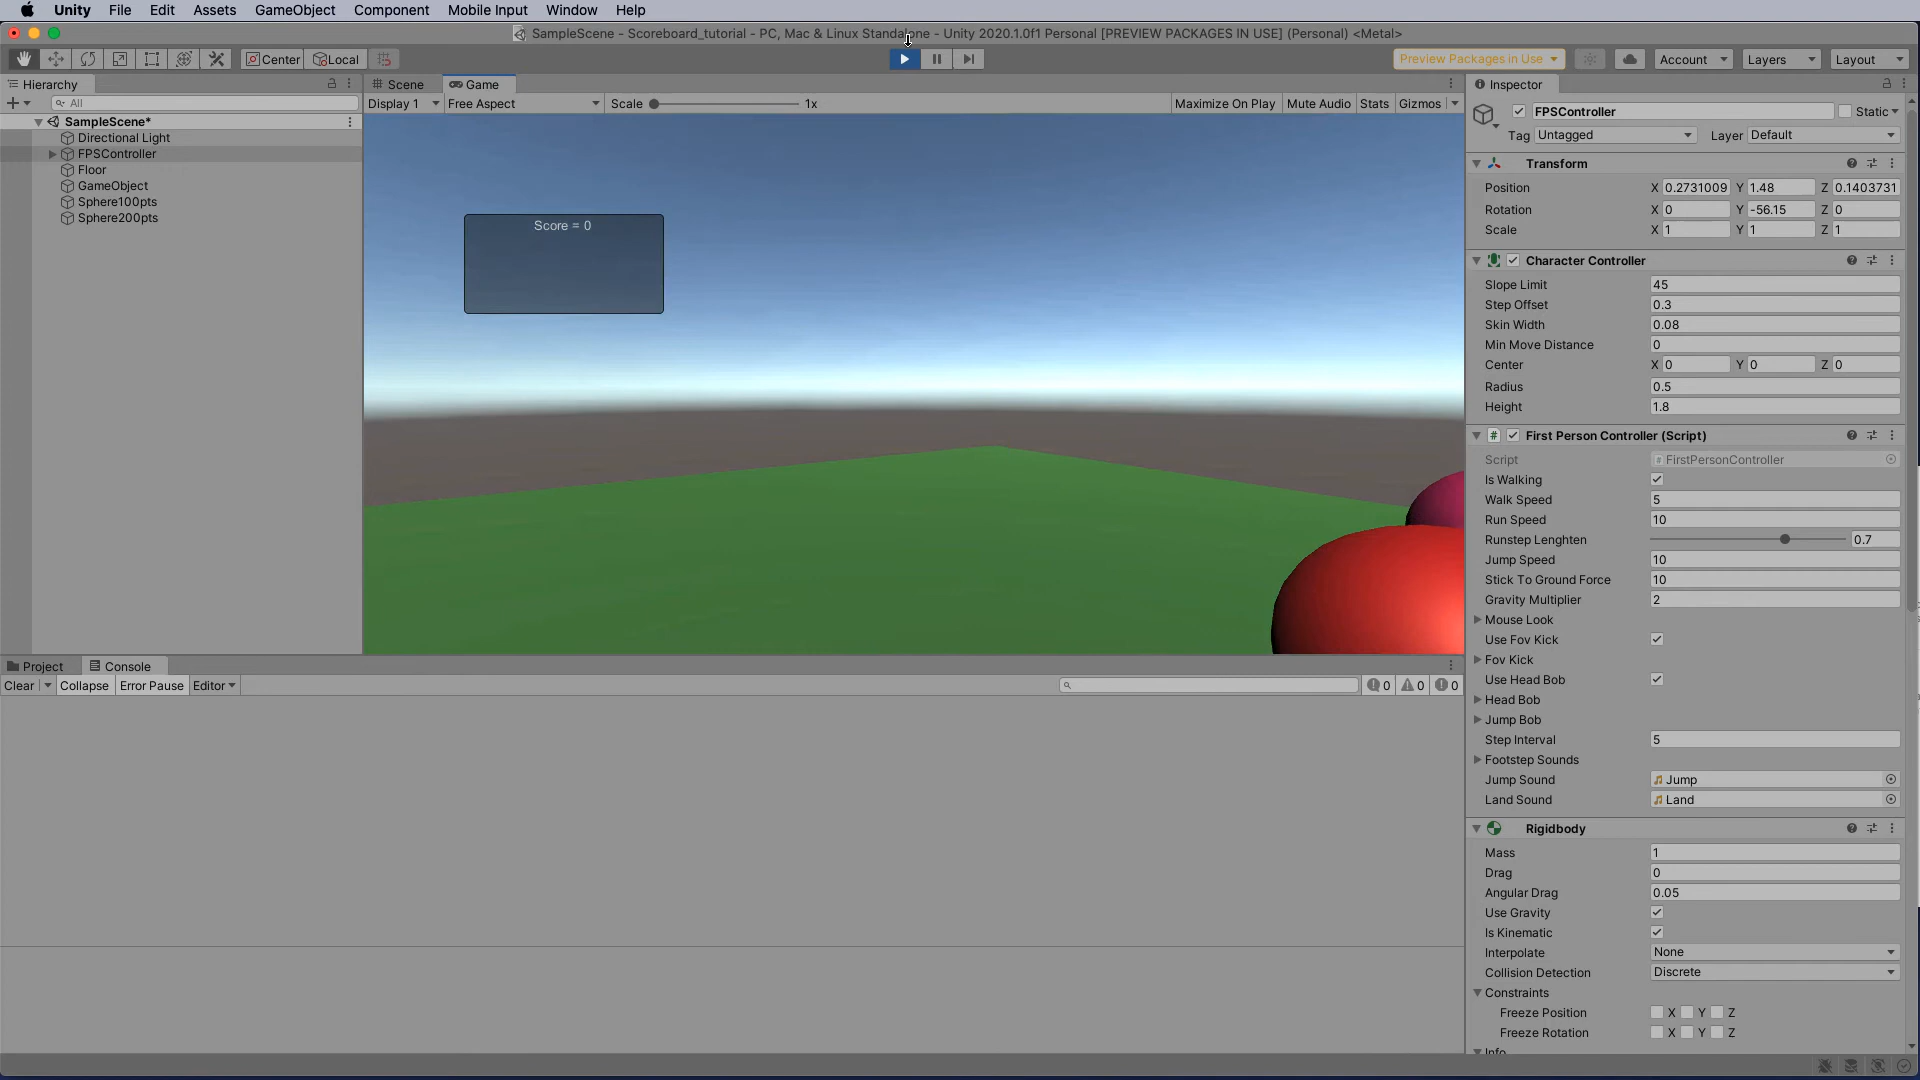 Unity File Edit Assets GameObject Component Mobile Input Window Help
SampleScene - Scoreboard_tutorial - PC, Mac & Linux Standalone - Unity 2020.1.0f1 Personal [PREVIEW PACKAGES IN USE] (Personal) <Metal>
Center Local Preview Packages in Use Account Layers Layout
Hierarchy
All
SampleScene*
Directional Light
FPSController
Floor
GameObject
Sphere100pts
Sphere200pts
Scene Game
Display 1 Free Aspect Scale 1x Maximize On Play Mute Audio Stats Gizmos
Score = 0
Project Console
Clear Collapse Error Pause Editor 0 0 0
Inspector
FPSController Static
Tag Untagged Layer Default
Transform
Position X 0.2731009 Y 1.48 Z 0.1403731
Rotation X 0 Y -56.15 Z 0
Scale X 1 Y 1 Z 1
Character Controller
Slope Limit 45
Step Offset 0.3
Skin Width 0.08
Min Move Distance 0
Center X 0 Y 0 Z 0
Radius 0.5
Height 1.8
# First Person Controller (Script)
Script # FirstPersonController
Is Walking
Walk Speed 5
Run Speed 10
Runstep Lenghten 0.7
Jump Speed 10
Stick To Ground Force 10
Gravity Multiplier 2
Mouse Look
Use Fov Kick
Fov Kick
Use Head Bob
Head Bob
Jump Bob
Step Interval 5
Footstep Sounds
Jump Sound Jump
Land Sound Land
Rigidbody
Mass 1
Drag 0
Angular Drag 0.05
Use Gravity
Is Kinematic
Interpolate None
Collision Detection Discrete
Constraints
Freeze Position X Y Z
Freeze Rotation X Y Z
Info